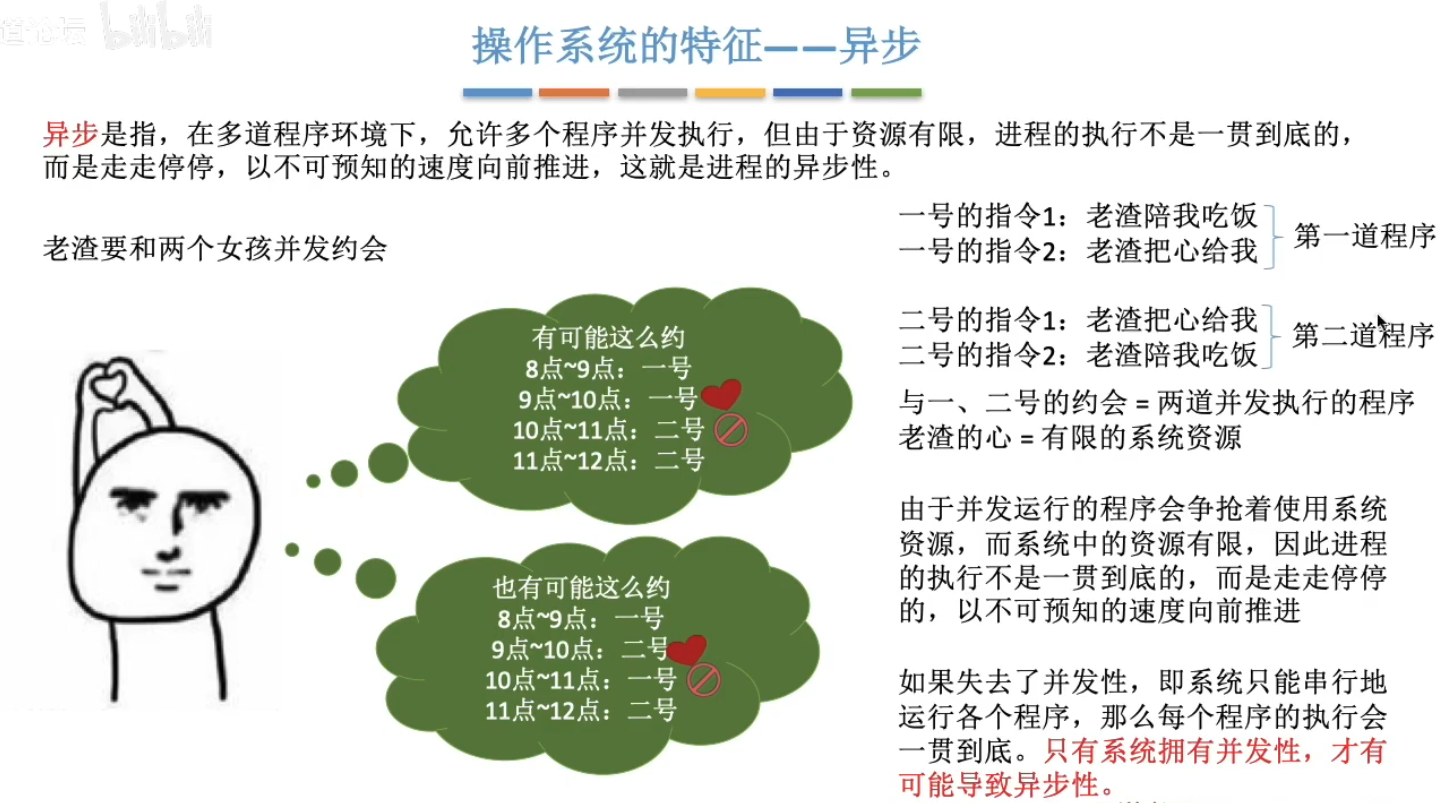 bilibili
操作系统的特征——异步
异步是指，在多道程序环境下，允许多个程序并发执行，但由于资源有限，进程的执行不是一贯到底的，
而是走走停停，以不可预知的速度向前推进，这就是进程的异步性。
老渣要和两个女孩并发约会
有可能这么约
8点~9点：一号
9点~10点：一号
10点~11点：二号
11点~12点：二号
也有可能这么约
8点~9点：一号
9点~10点：二号
10点~11点：一号
11点~12点：二号
一号的指令1：老渣陪我吃饭
一号的指令2：老渣把心给我
第一道程序
二号的指令1：老渣把心给我
二号的指令2：老渣陪我吃饭
第二道程序
与一、二号的约会 = 两道并发执行的程序
老渣的心 = 有限的系统资源
由于并发运行的程序会争抢着使用系统
资源，而系统中的资源有限，因此进程
的执行不是一贯到底的，而是走走停停
的，以不可预知的速度向前推进
如果失去了并发性，即系统只能串行地
运行各个程序，那么每个程序的执行会
一贯到底。只有系统拥有并发性，才有
可能导致异步性。